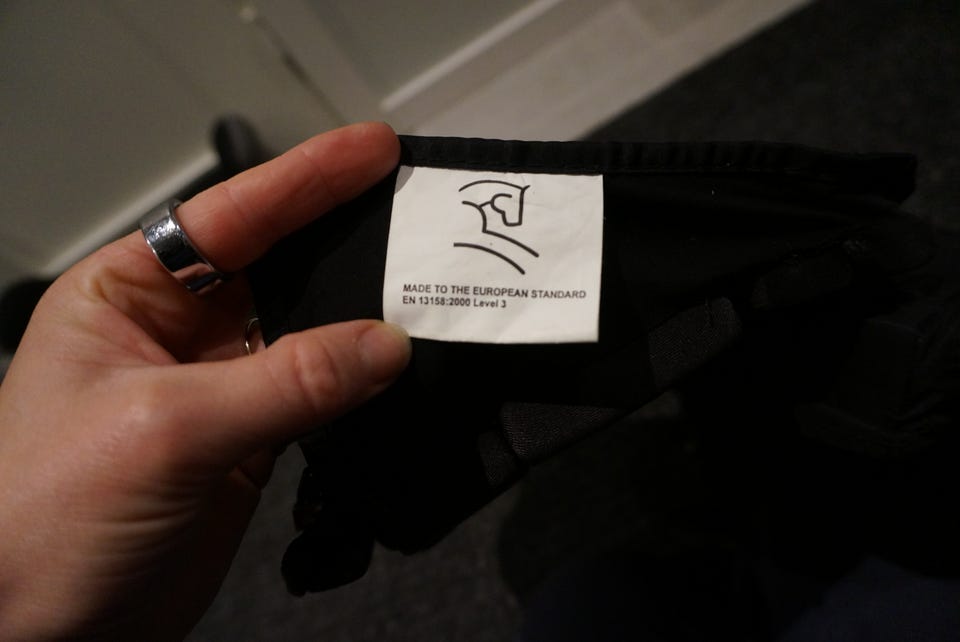 MADE TO THE EUROPEAN STANDARD
EN 13158:2000 Level 3